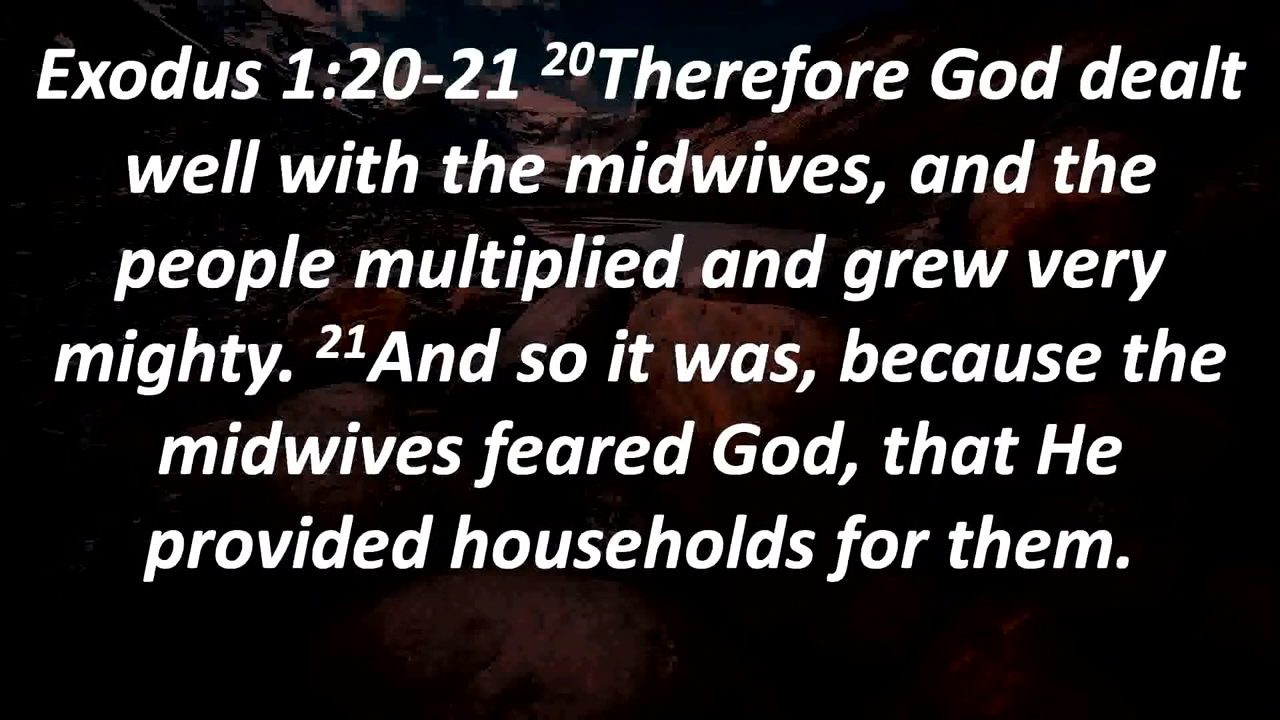 Exodus 1:20-21 ²⁰Therefore God dealt
well with the midwives, and the
people multiplied and grew very
mighty. ²¹And so it was, because the
midwives feared God, that He
provided households for them.